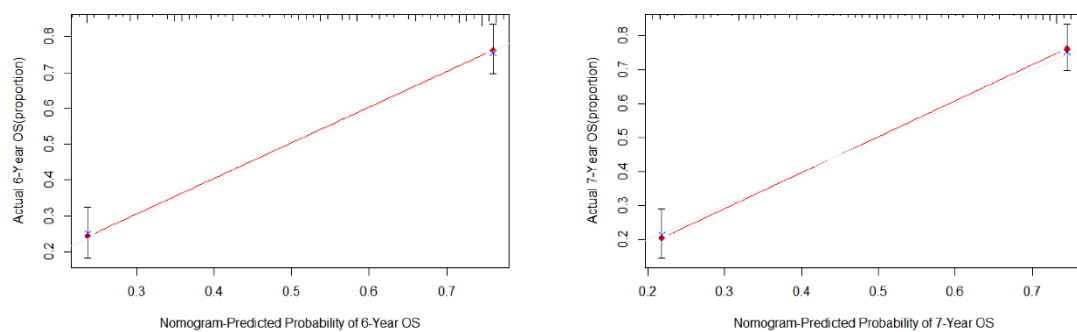 Actual 6-Year OS(proportion)
0.8
0.7
0.6
0.5
0.4
0.3
0.2
0.3 0.4 0.5 0.6 0.7
Nomogram-Predicted Probability of 6-Year OS
Actual 7-Year OS(proportion)
0.8
0.7
0.6
0.5
0.4
0.3
0.2
0.2 0.3 0.4 0.5 0.6 0.7
Nomogram-Predicted Probability of 7-Year OS